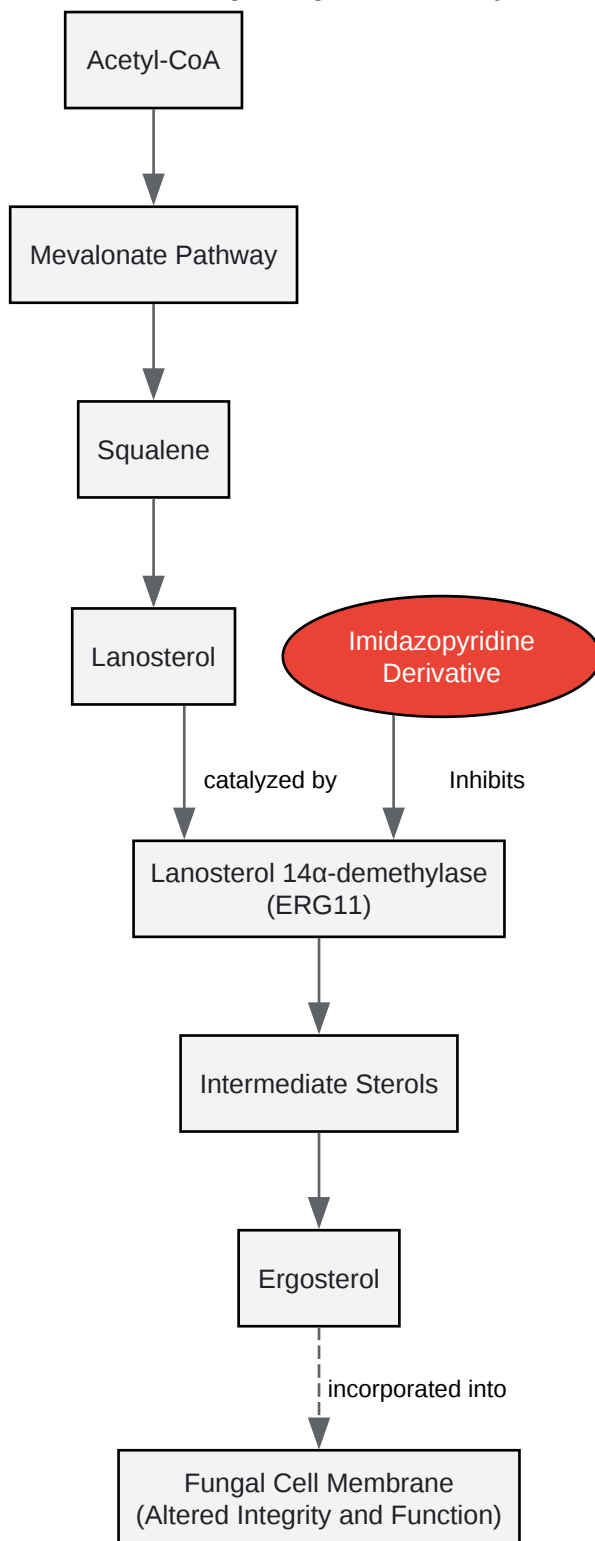 Acetyl-CoA
Mevalonate Pathway
Squalene
Lanosterol
Imidazopyridine
Derivative
catalyzed by
Inhibits
Lanosterol 14α-demethylase
(ERG11)
Intermediate Sterols
Ergosterol
incorporated into
Fungal Cell Membrane
(Altered Integrity and Function)